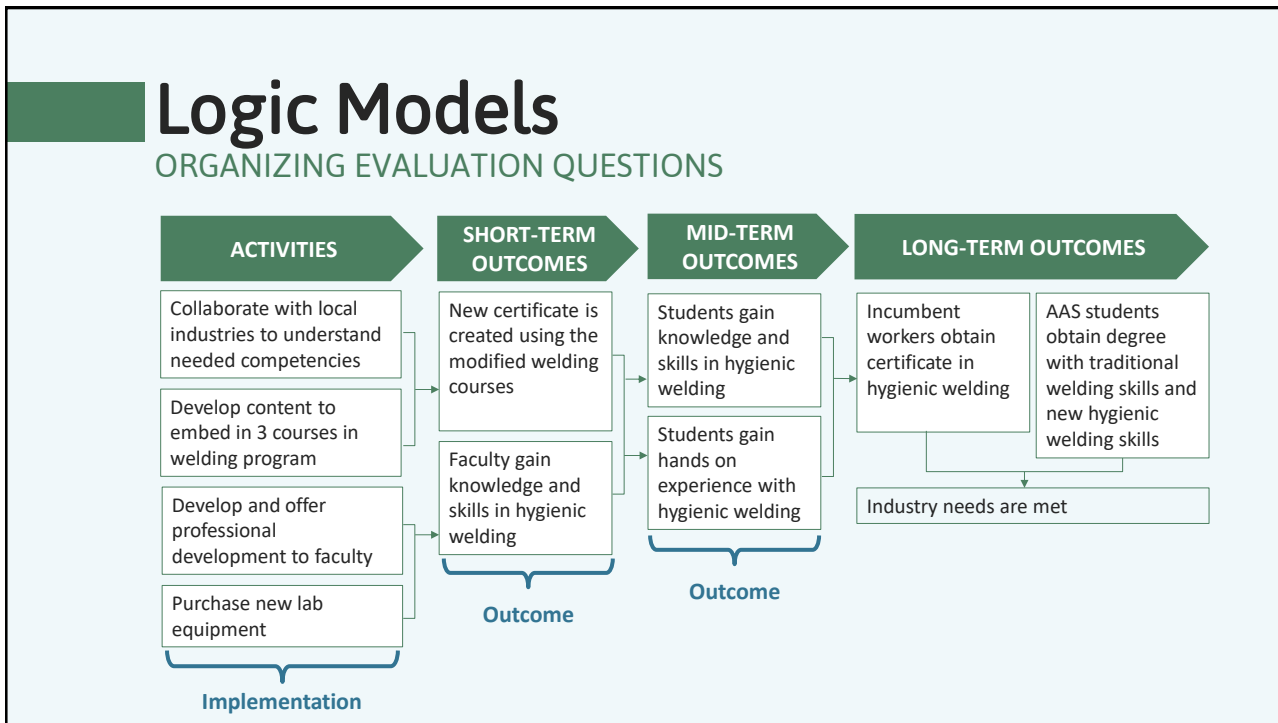 Logic Models
ORGANIZING EVALUATION QUESTIONS
ACTIVITIES
Collaborate with local
industries to understand
needed competencies
Develop content to
embed in 3 courses in
welding program
Develop and offer
professional
development to faculty
Purchase new lab
equipment
Implementation
SHORT-TERM
OUTCOMES
New certificate is
created using the
modified welding
courses
Faculty gain
knowledge and
skills in hygienic
welding
Outcome
MID-TERM
OUTCOMES
Students gain
knowledge and
skills in hygienic
welding
Students gain
hands on
experience with
hygienic welding
Outcome
LONG-TERM OUTCOMES
Incumbent
workers obtain
certificate in
hygienic welding
AAS students
obtain degree
with traditional
welding skills and
new hygienic
welding skills
Industry needs are met